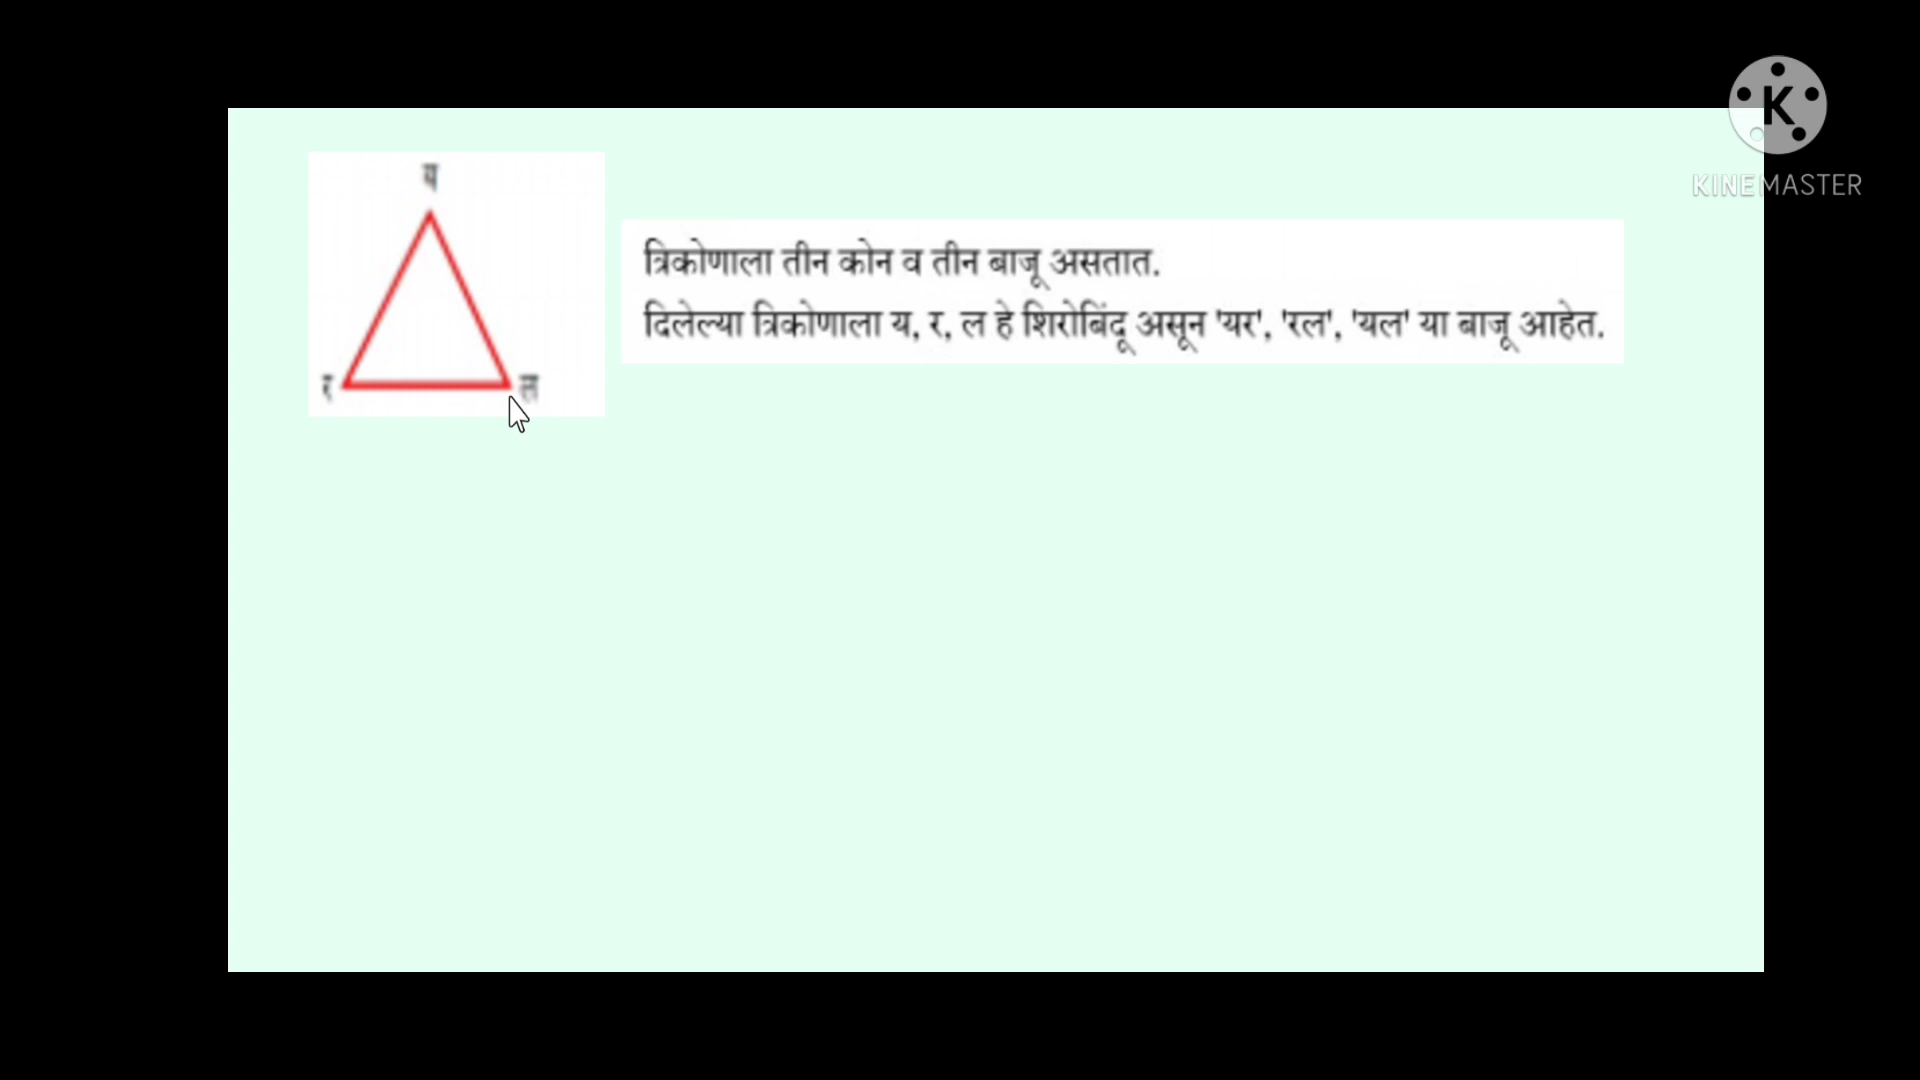 य
र
ल
त्रिकोणाला तीन कोन व तीन बाजू असतात.
दिलेल्या त्रिकोणाला य, र, ल हे शिरोबिंदू असून 'यर', 'रल', 'यल' या बाजू आहेत.
K
KINEMASTER